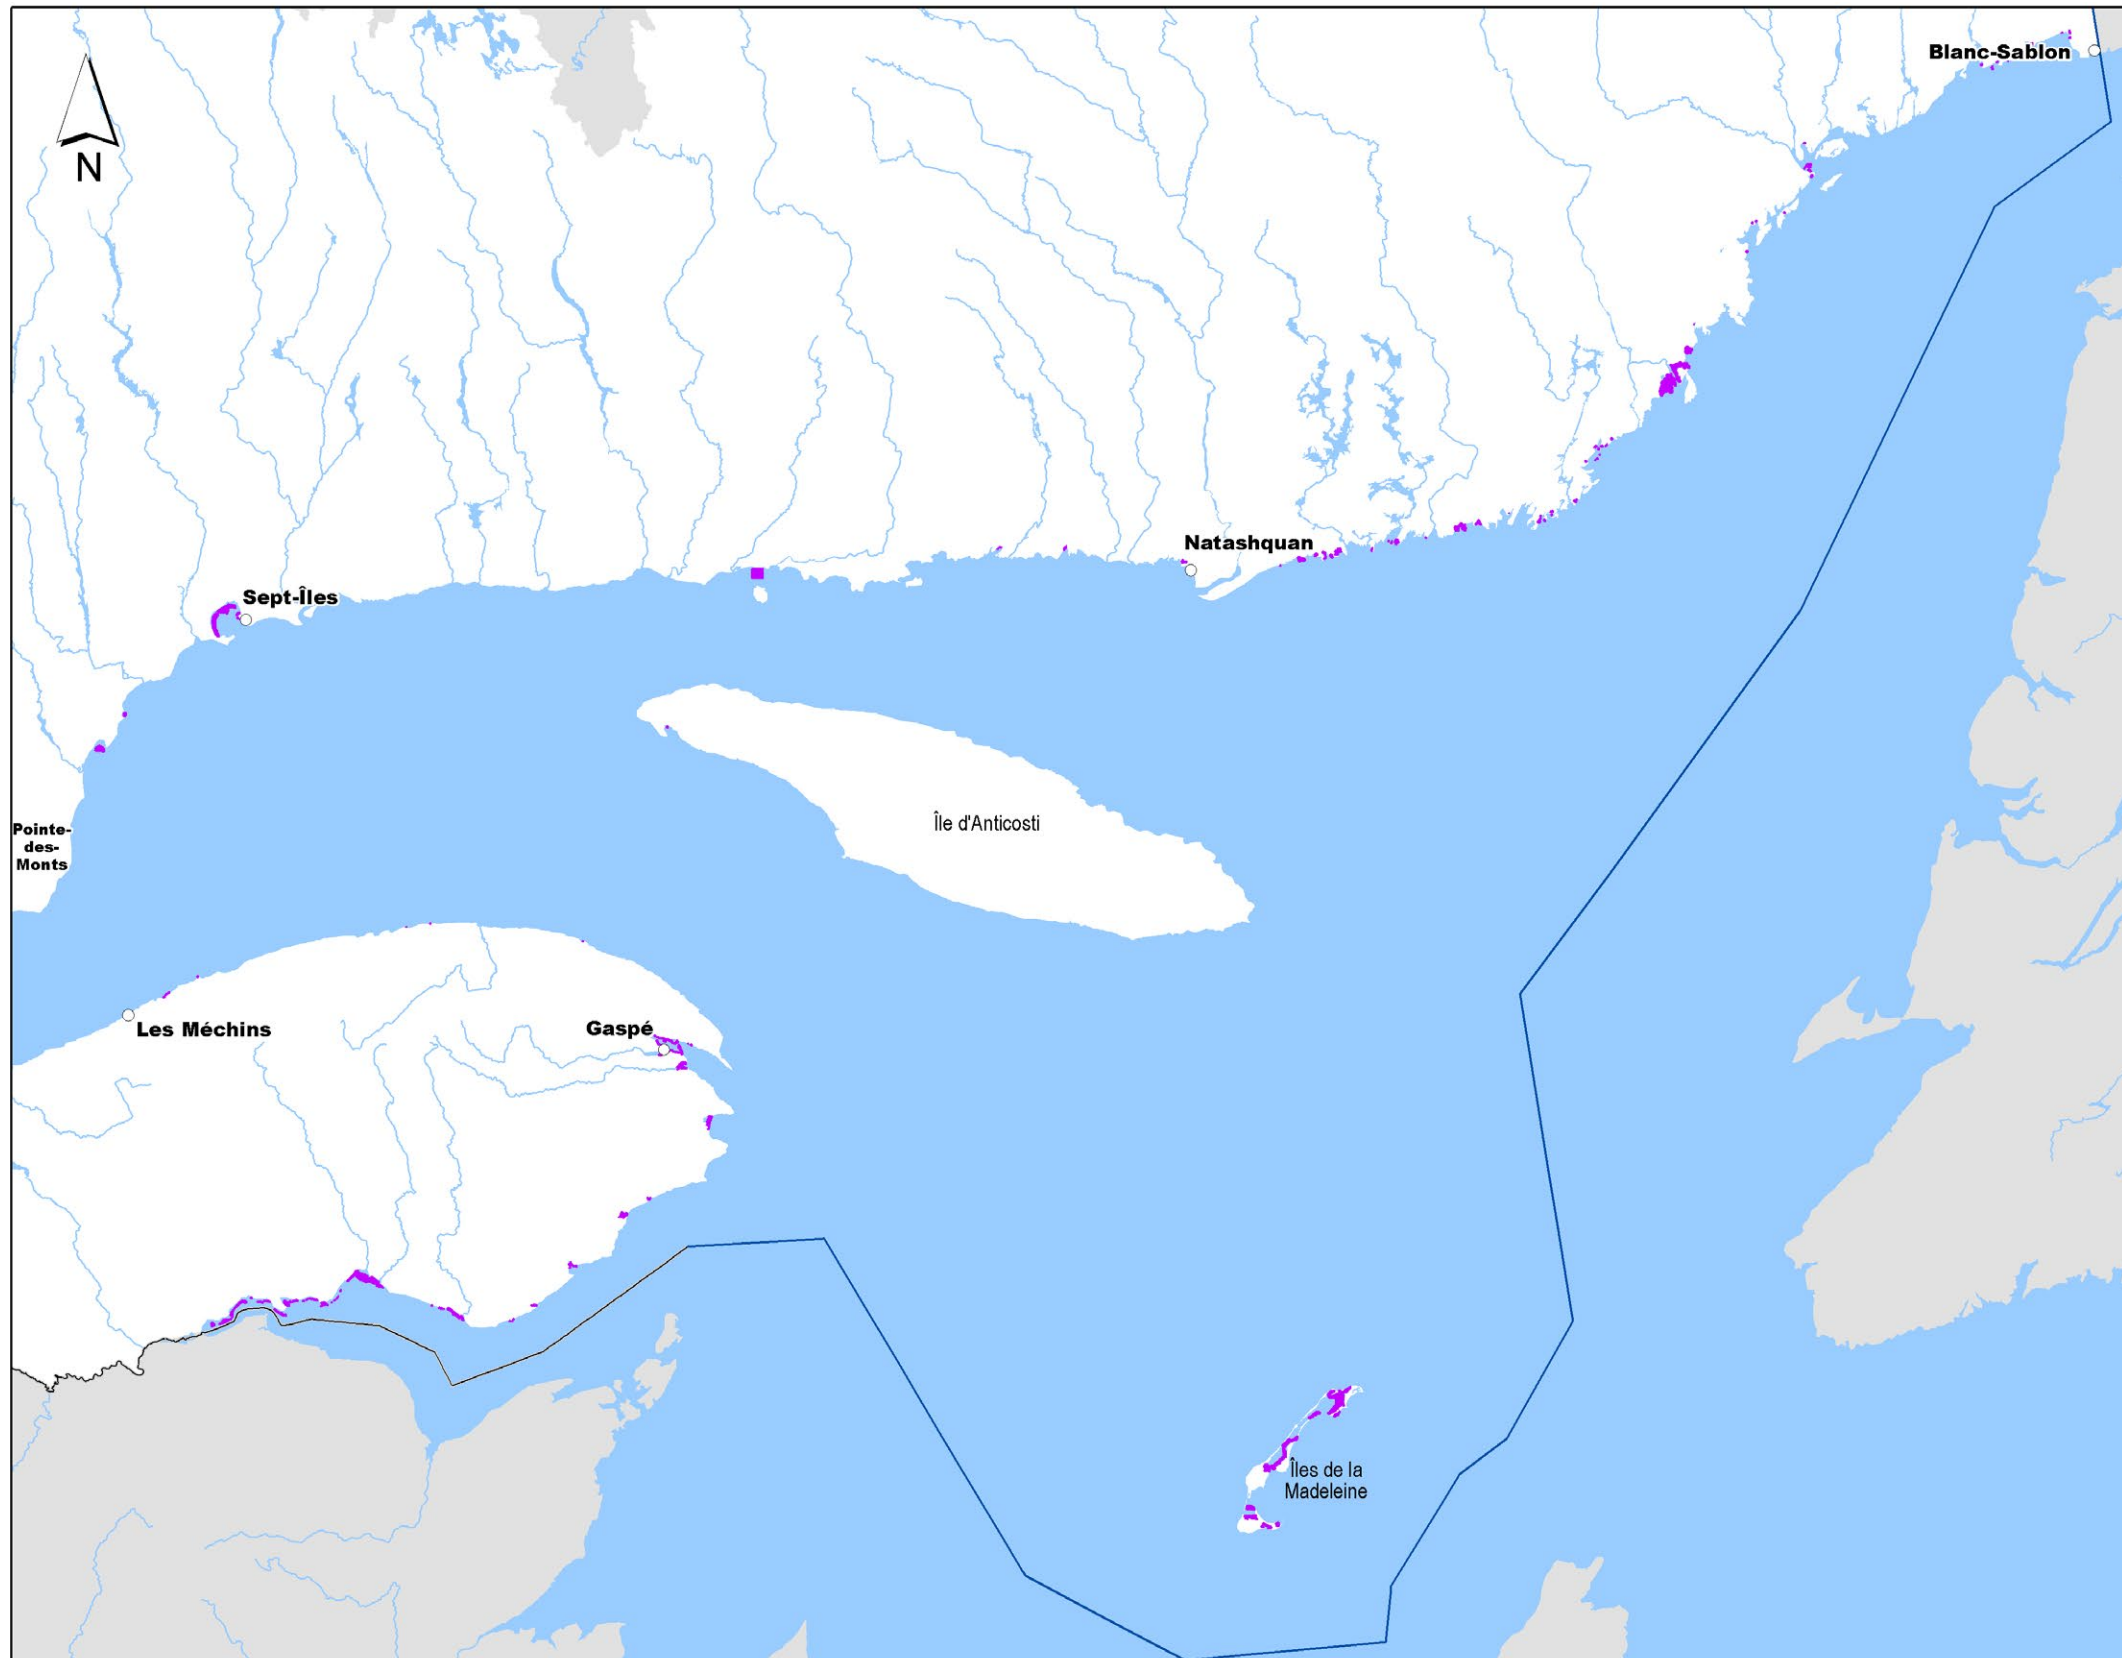 Blanc-Sablon
N
Natashquan
Sept-Îles
Île d'Anticosti
Pointe-
des-
Monts
Les Méchins
Gaspé
Îles de la
Madeleine